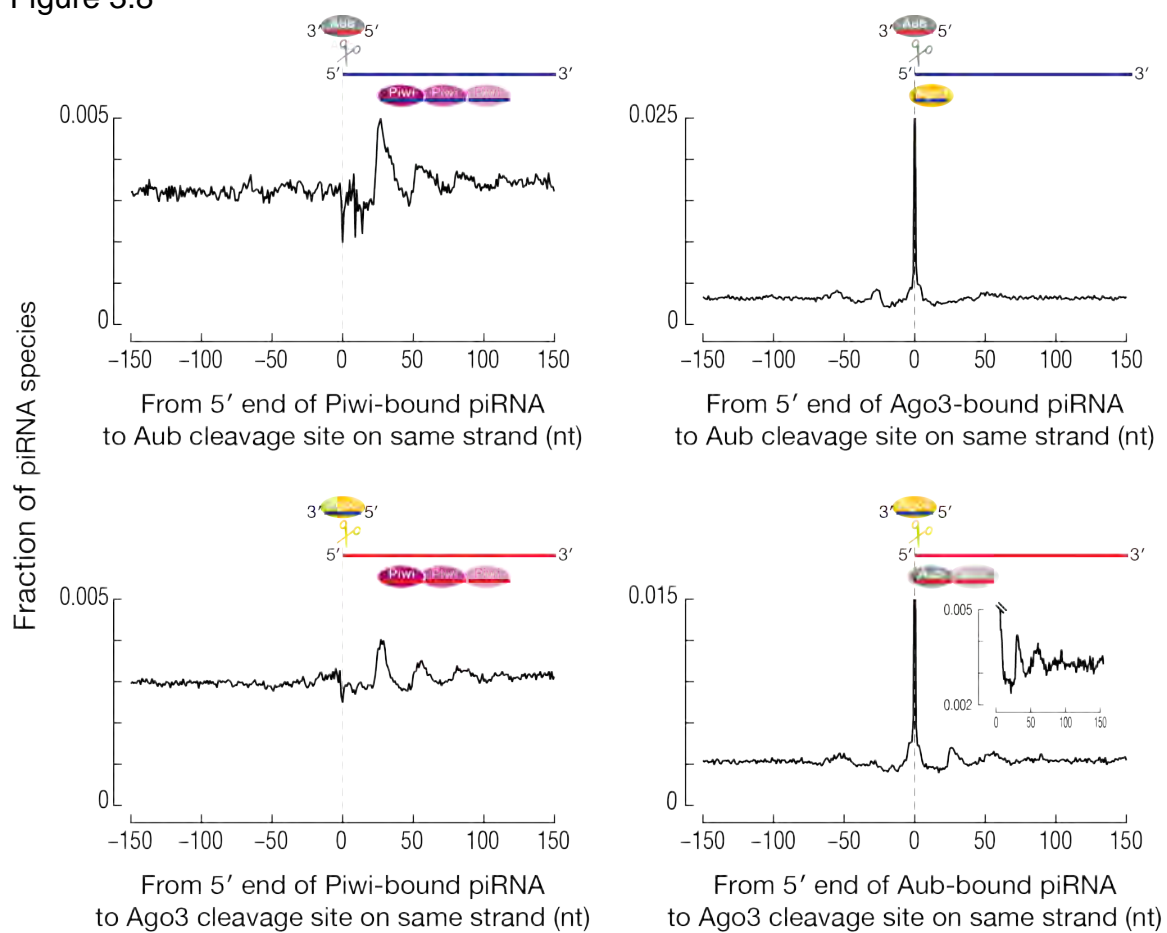 Figure 3.8
3′ Aub 5′
5′ 3′
Piwi Piwi Piwi
0.005
0
−150 −100 −50 0 50 100 150
From 5′ end of Piwi-bound piRNA
to Aub cleavage site on same strand (nt)
3′ Aub 5′
5′ 3′
0.025
0
−150 −100 −50 0 50 100 150
From 5′ end of Ago3-bound piRNA
to Aub cleavage site on same strand (nt)
Fraction of piRNA species
3′ 5′
5′ 3′
Piwi Piwi Piwi
0.005
0
−150 −100 −50 0 50 100 150
From 5′ end of Piwi-bound piRNA
to Ago3 cleavage site on same strand (nt)
3′ 5′
5′ 3′
0.015
0
0.005
0.002
0 50 100 150
−150 −100 −50 0 50 100 150
From 5′ end of Aub-bound piRNA
to Ago3 cleavage site on same strand (nt)